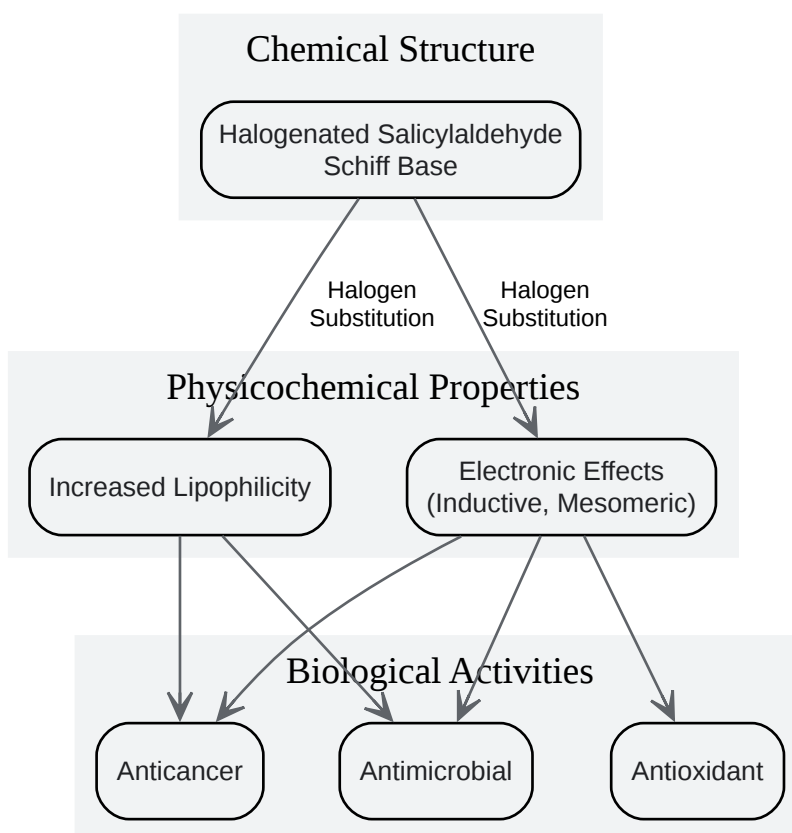 Chemical Structure
Halogenated Salicylaldehyde
Schiff Base
Halogen
Substitution
Halogen
Substitution
Physicochemical Properties
Increased Lipophilicity
Electronic Effects
(Inductive, Mesomeric)
Biological Activities
Anticancer
Antimicrobial
Antioxidant